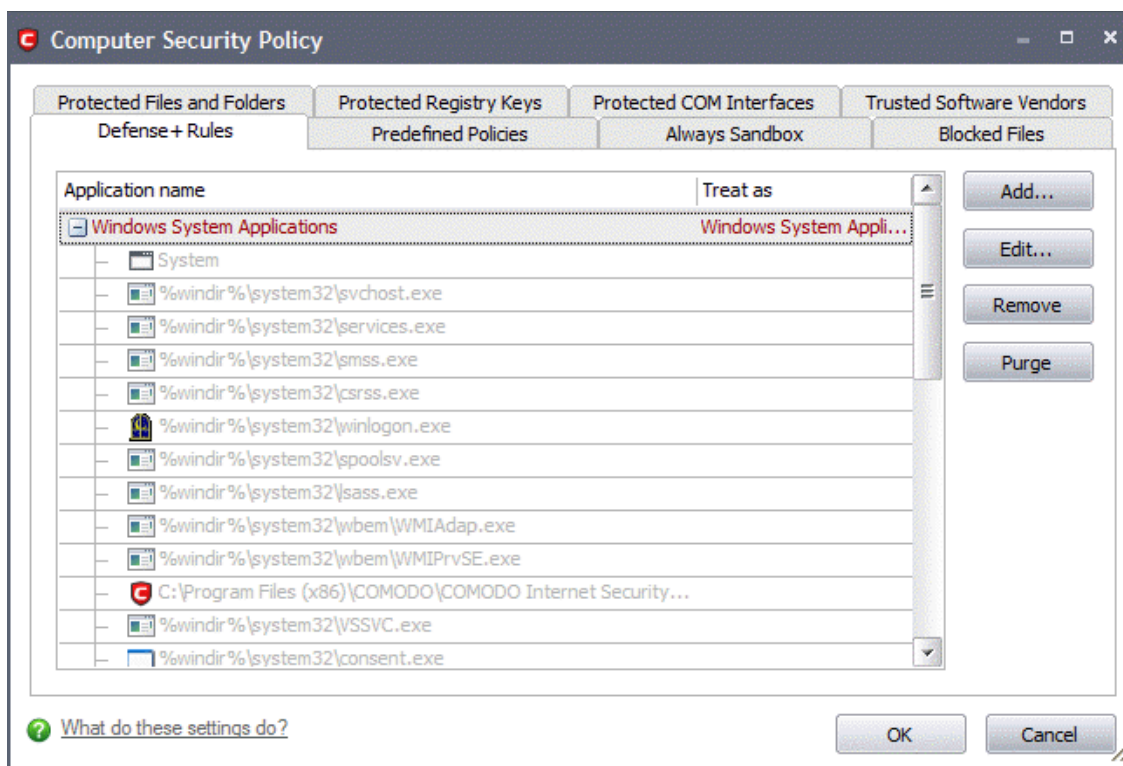 Computer Security Policy
Protected Files and Folders Protected Registry Keys Protected COM Interfaces Trusted Software Vendors
Defense+ Rules Predefined Policies Always Sandbox Blocked Files
Application name Treat as
Add...
Windows System Applications Windows System Appli...
Edit...
System
%windir%\system32\svchost.exe
Remove
%windir%\system32\services.exe
%windir%\system32\smss.exe
Purge
%windir%\system32\csrss.exe
%windir%\system32\winlogon.exe
%windir%\system32\spoolsv.exe
%windir%\system32\lsass.exe
%windir%\system32\wbem\WMIAdap.exe
%windir%\system32\wbem\WMIPrvSE.exe
C:\Program Files (x86)\COMODO\COMODO Internet Security...
%windir%\system32\VSSVC.exe
%windir%\system32\consent.exe
What do these settings do?
OK Cancel